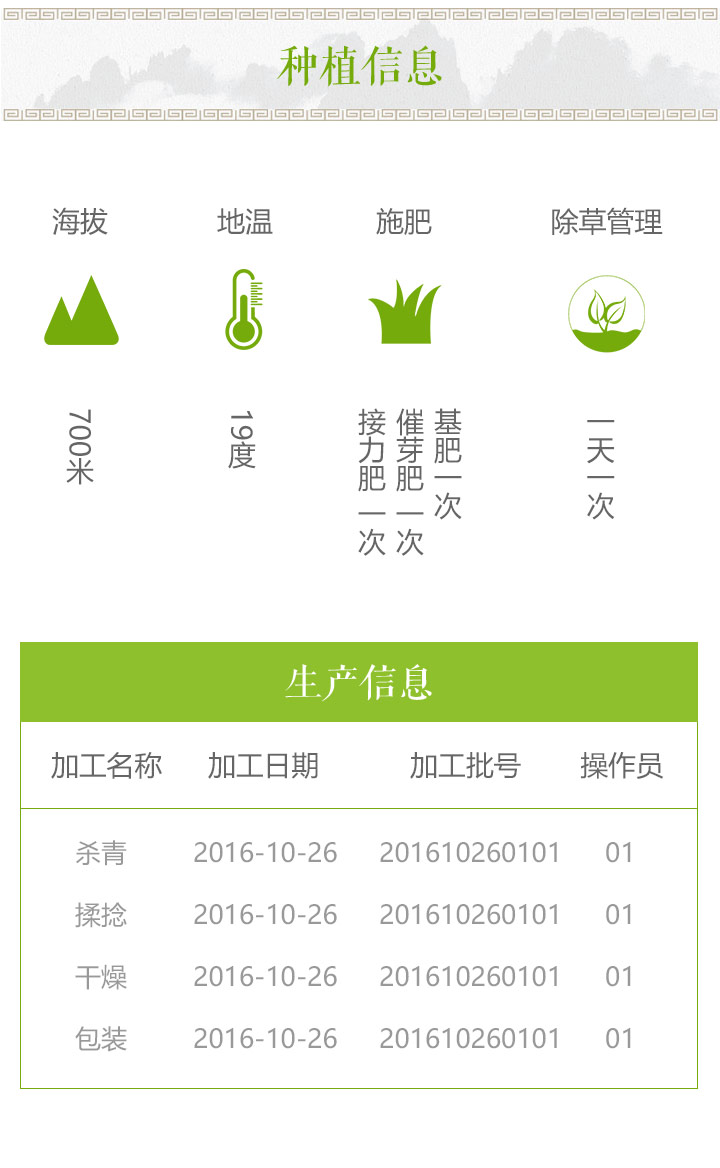 种植信息
海拔 地温 施肥 除草管理
700米
19度
基肥一次
催芽肥一次
接力肥一次
一天一次
生产信息
加工名称 加工日期 加工批号 操作员
杀青 2016-10-26 201610260101 01
揉捻 2016-10-26 201610260101 01
干燥 2016-10-26 201610260101 01
包装 2016-10-26 201610260101 01